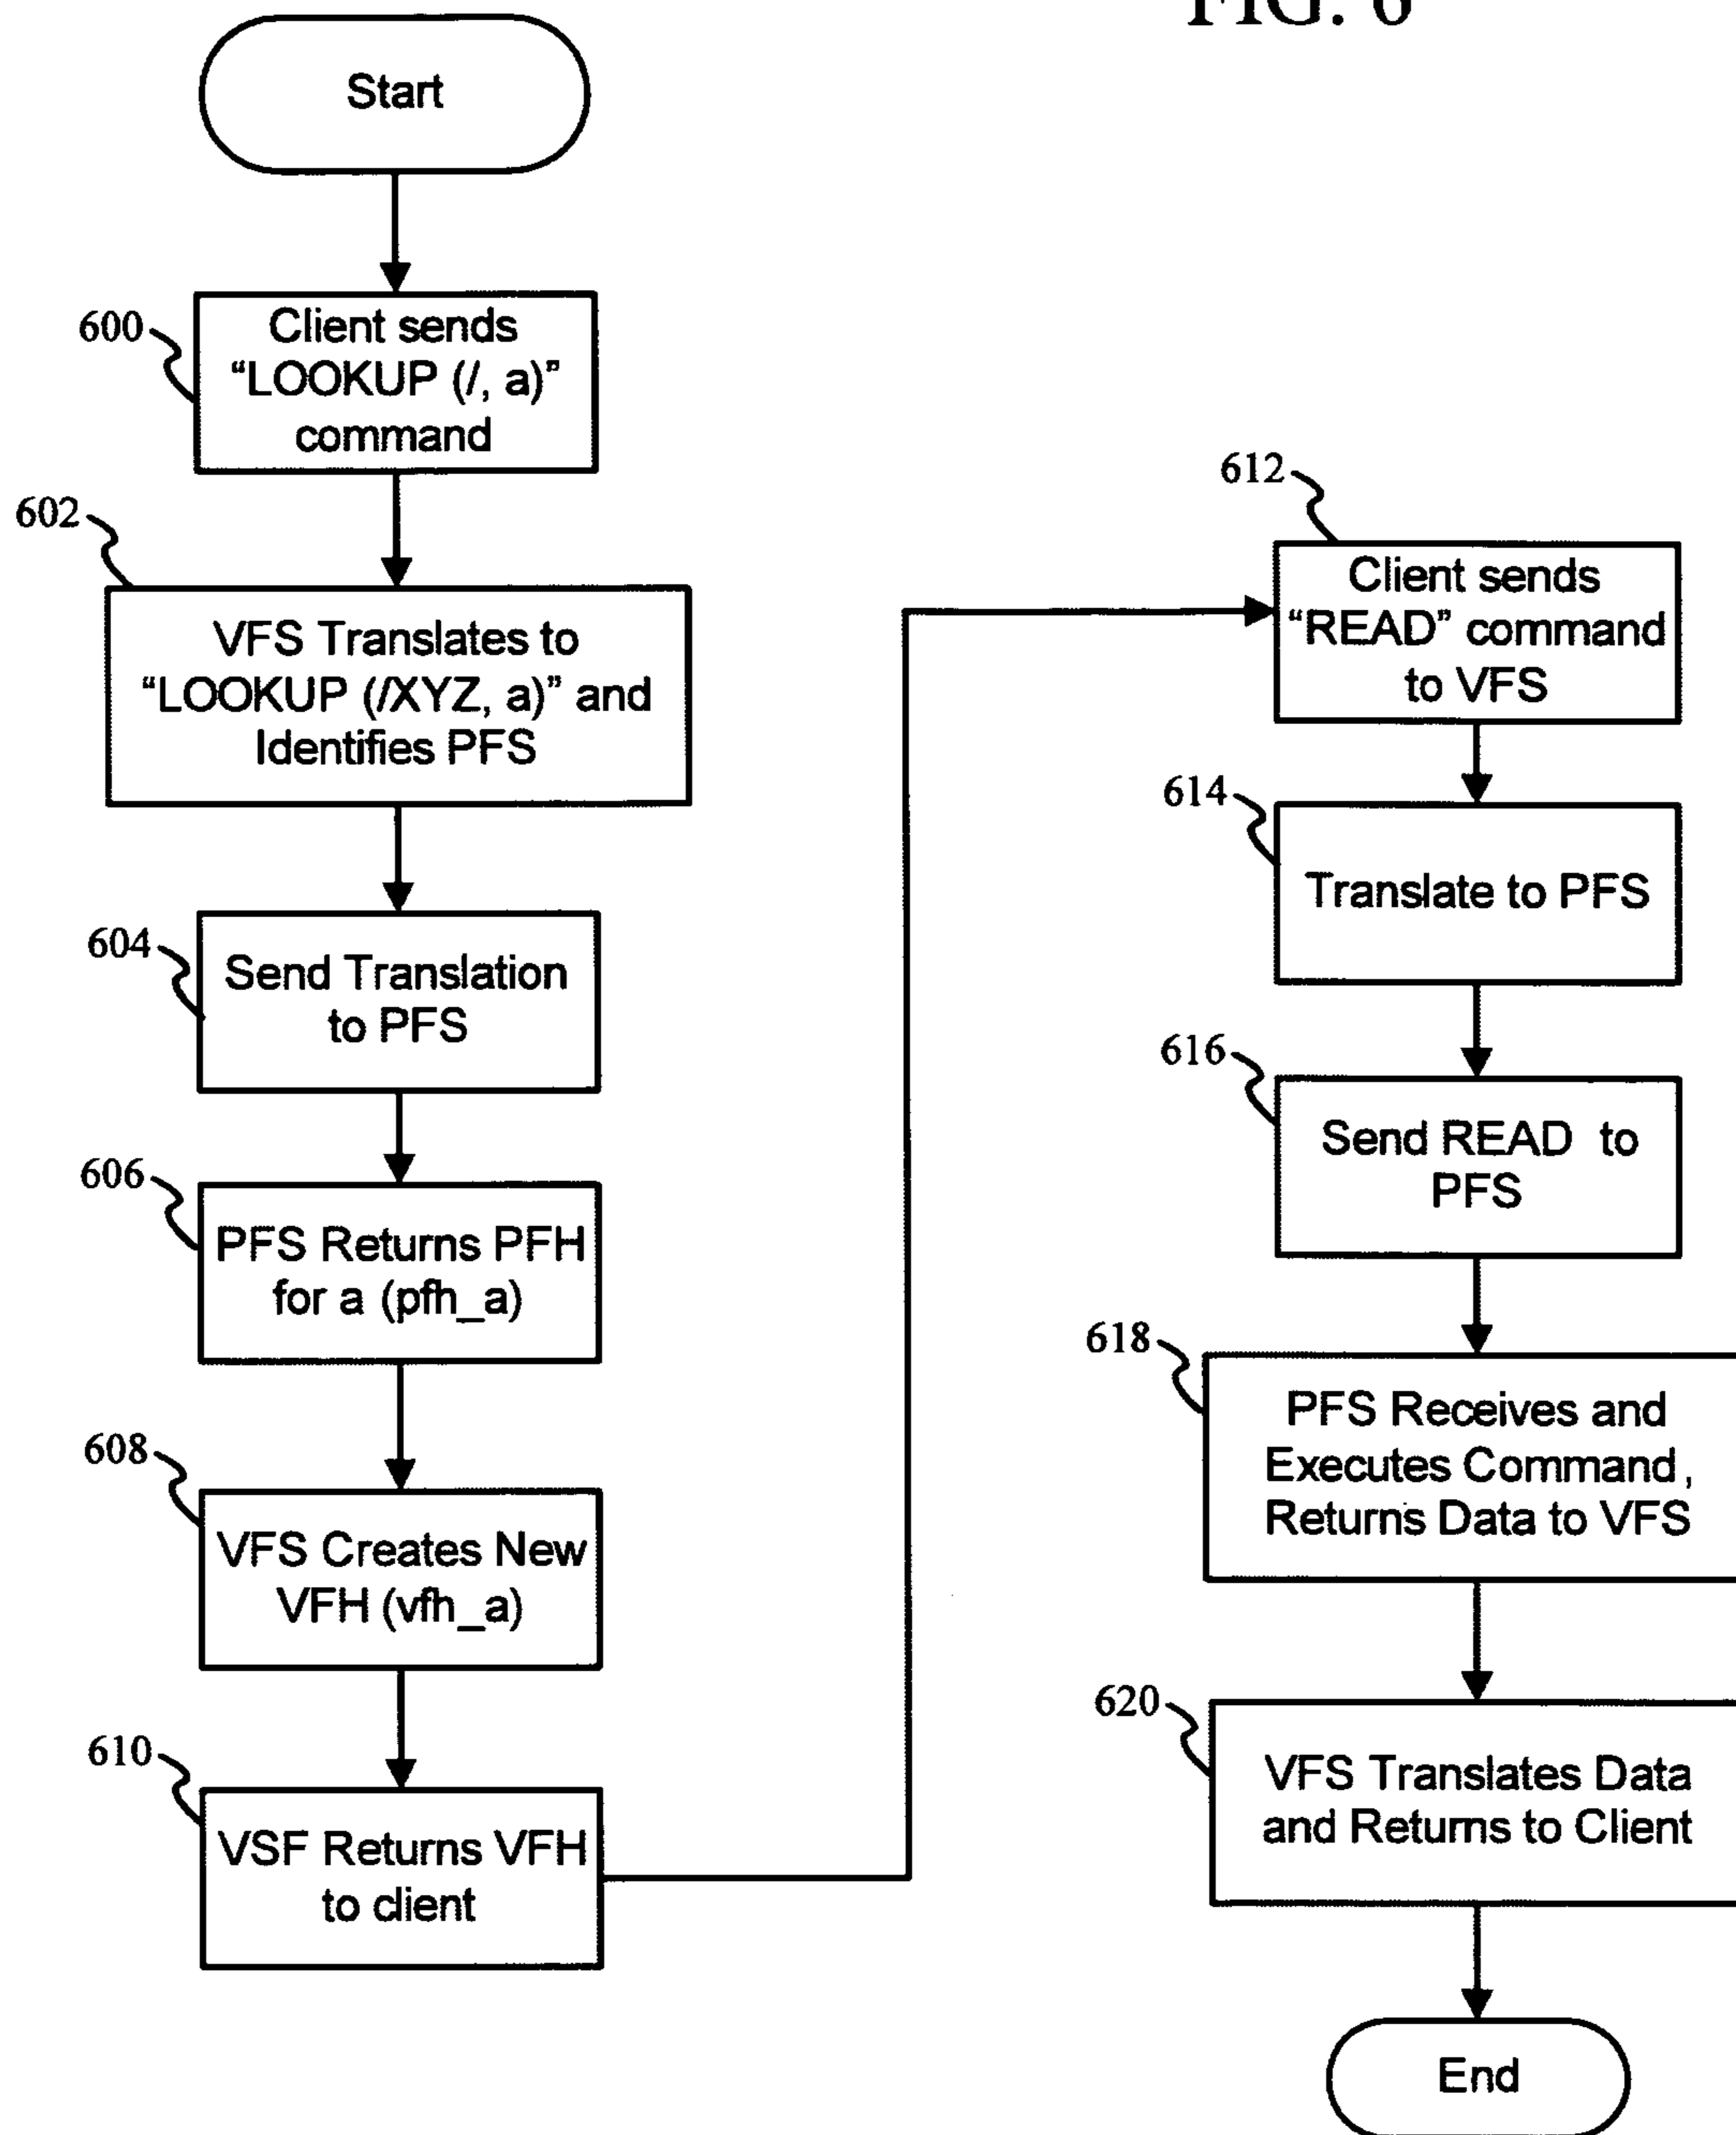 FIG. 6
Start
600
Client sends
“LOOKUP (/, a)”
command
602
VFS Translates to
“LOOKUP (/XYZ, a)” and
Identifies PFS
604
Send Translation
to PFS
606
PFS Returns PFH
for a (pfh_a)
608
VFS Creates New
VFH (vfh_a)
610
VSF Returns VFH
to client
612
Client sends
“READ” command
to VFS
614
Translate to PFS
616
Send READ to
PFS
618
PFS Receives and
Executes Command,
Returns Data to VFS
620
VFS Translates Data
and Returns to Client
End